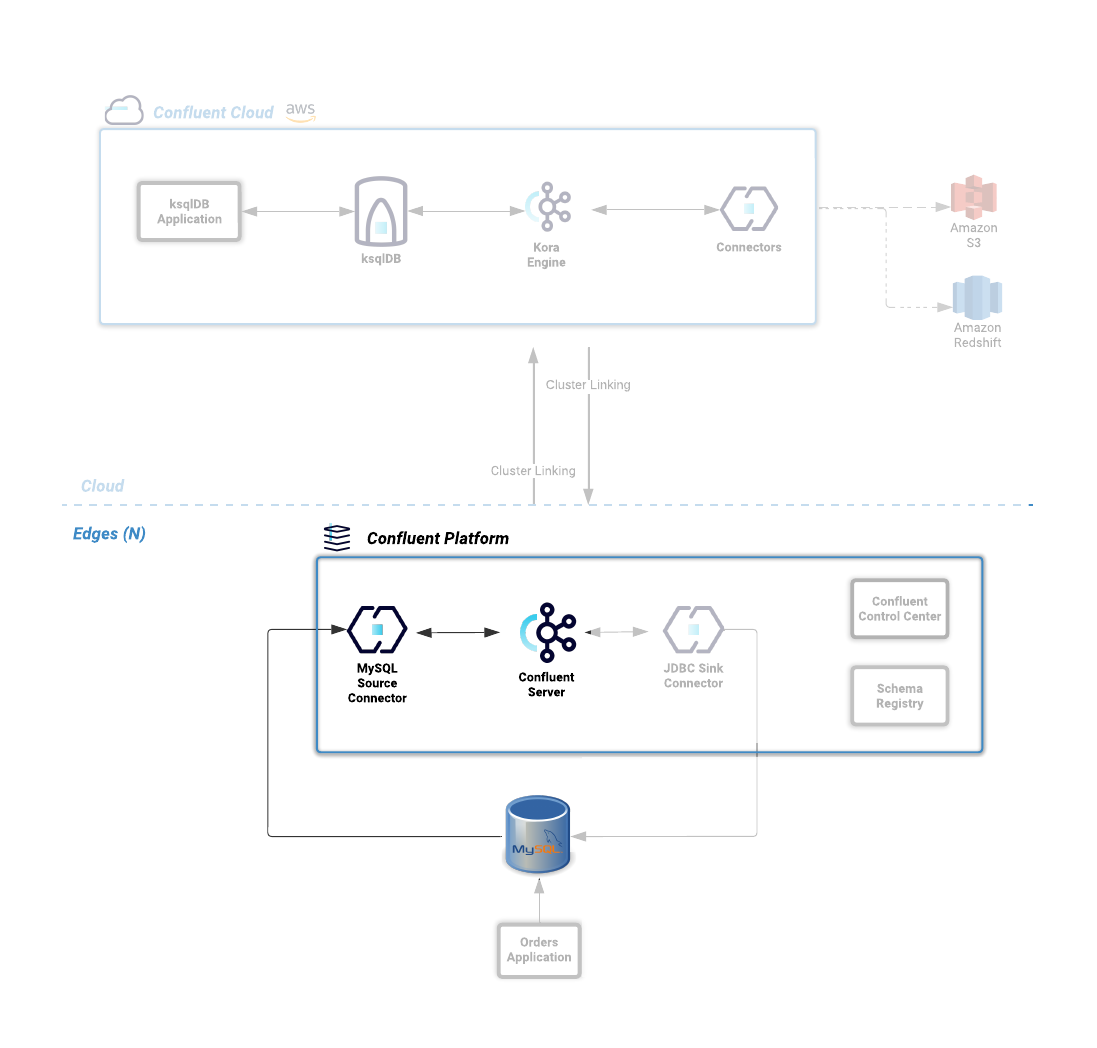 Confluent Cloud
aws
ksqlDB
Application
ksqlDB
Kora
Engine
Connectors
Amazon
S3
Amazon
Redshift
Cluster Linking
Cluster Linking
Cloud
Edges (N)
Confluent Platform
MySQL
Source
Connector
Confluent
Server
JDBC Sink
Connector
Confluent
Control Center
Schema
Registry
MySQL
Orders
Application